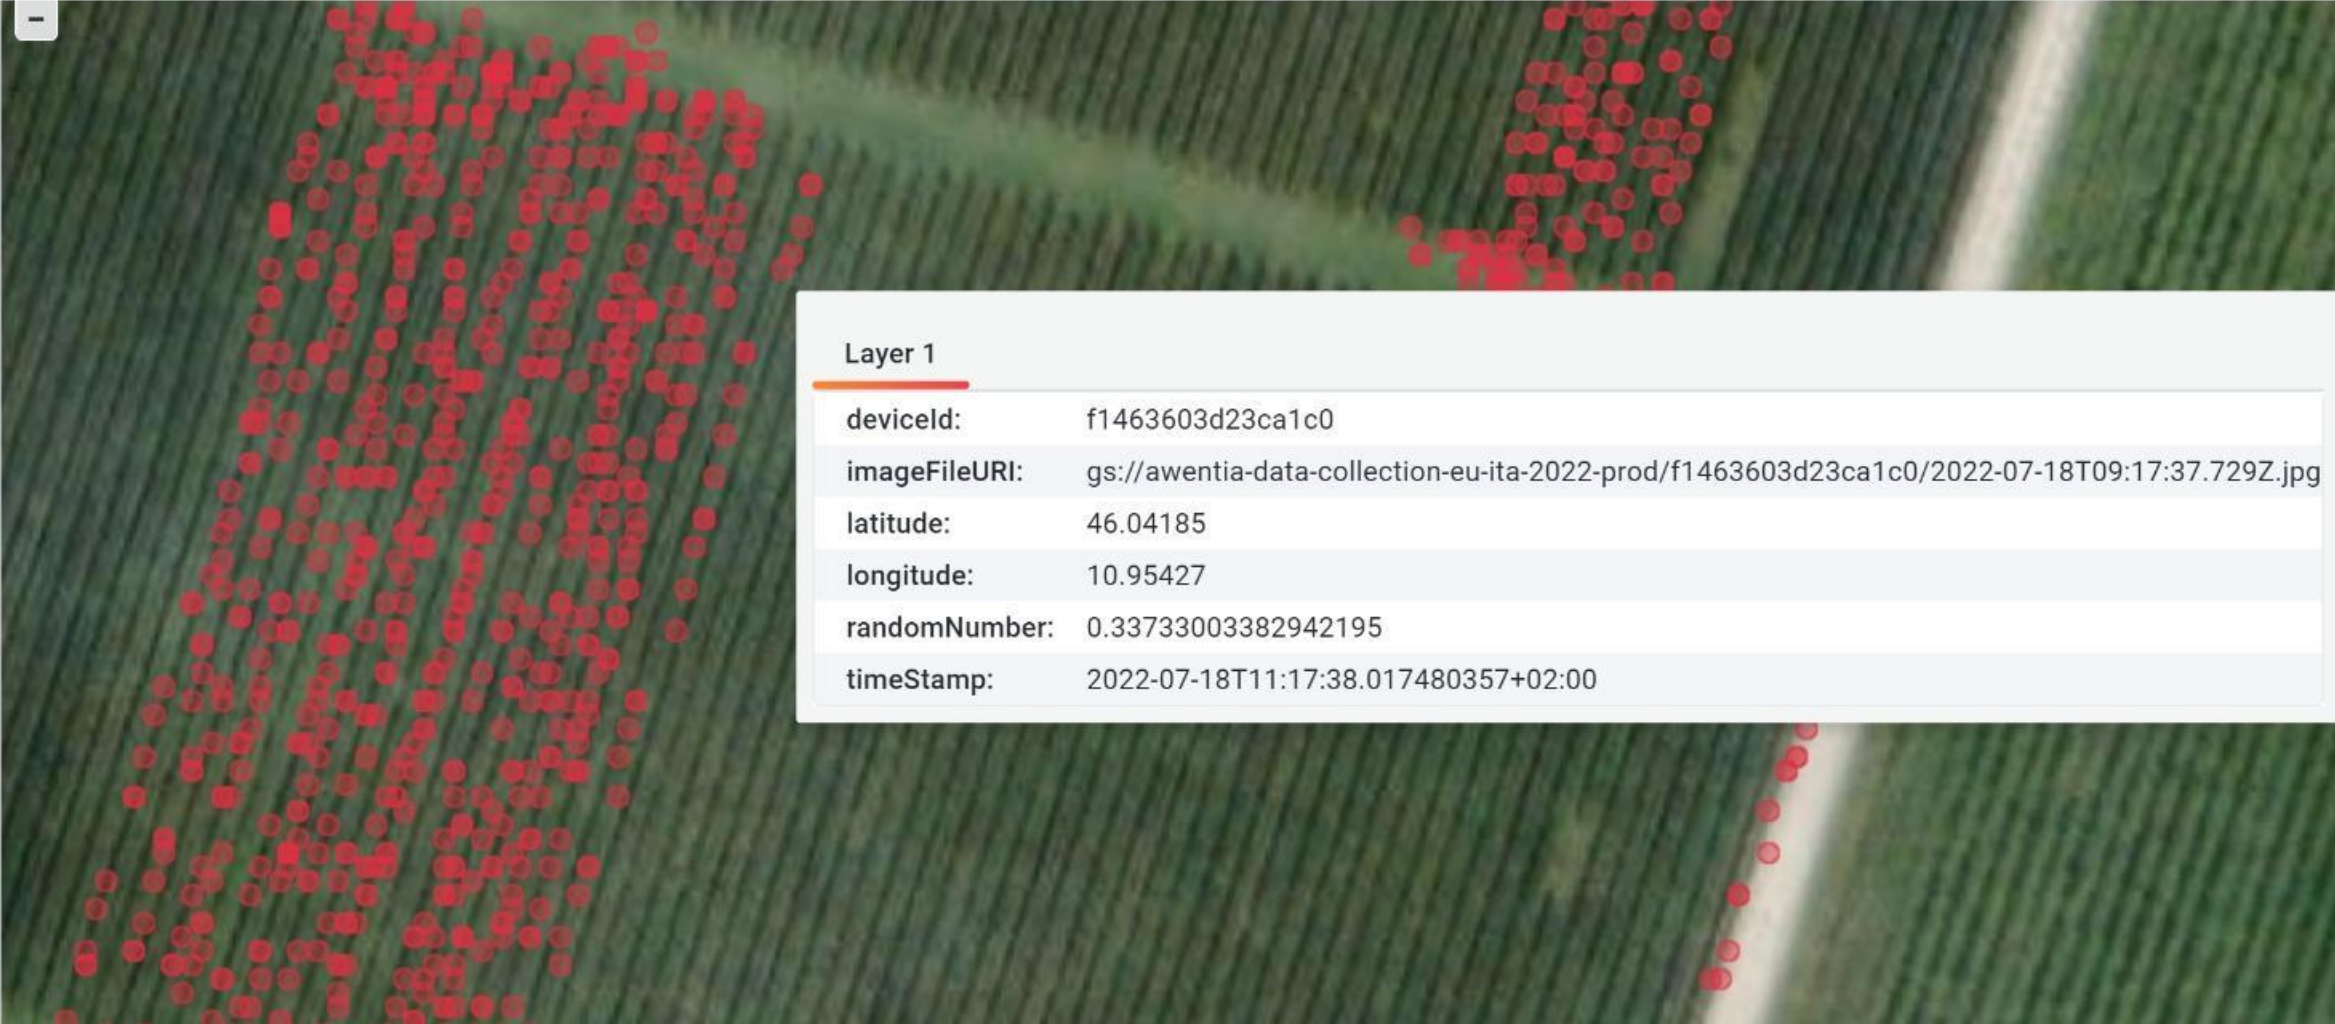 -
Layer 1
deviceId: f1463603d23ca1c0
imageFileURI: gs://awentia-data-collection-eu-ita-2022-prod/f1463603d23ca1c0/2022-07-18T09:17:37.729Z.jpg
latitude: 46.04185
longitude: 10.95427
randomNumber: 0.33733003382942195
timeStamp: 2022-07-18T11:17:38.017480357+02:00